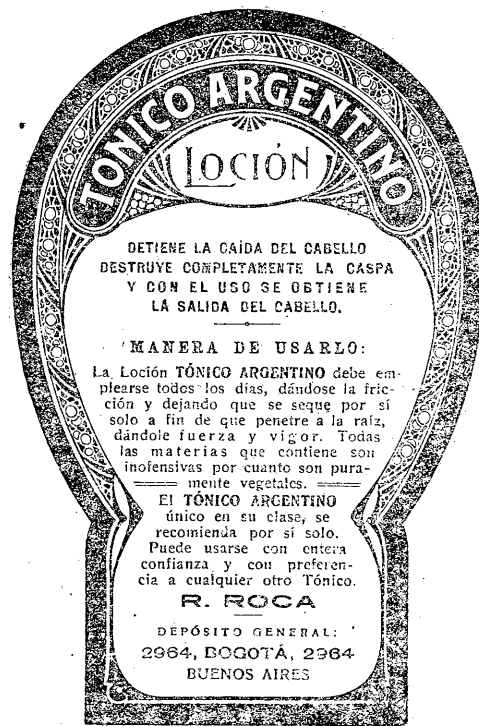 TÓNICO ARGENTINO
LOCIÓN
DETIENE LA CAÍDA DEL CABELLO
DESTRUYE COMPLETAMENTE LA CASPA
Y CON EL USO SE OBTIENE
LA SALIDA DEL CABELLO.
MANERA DE USARLO:
La Loción TÓNICO ARGENTINO debe em-
plearse todos los días, dándose la fric-
ción y dejando que se seque por sí
solo a fin de que penetre a la raíz,
dándole fuerza y vigor. Todas
las materias que contiene son
inofensivas por cuanto son pura-
mente vegetales.
El TÓNICO ARGENTINO
único en su clase, se
recomienda por sí solo.
Puede usarse con entera
confianza y con preferen-
cia a cualquier otro Tónico.
R. ROCA
DEPÓSITO GENERAL:
2964, BOGOTÁ, 2964
BUENOS AIRES